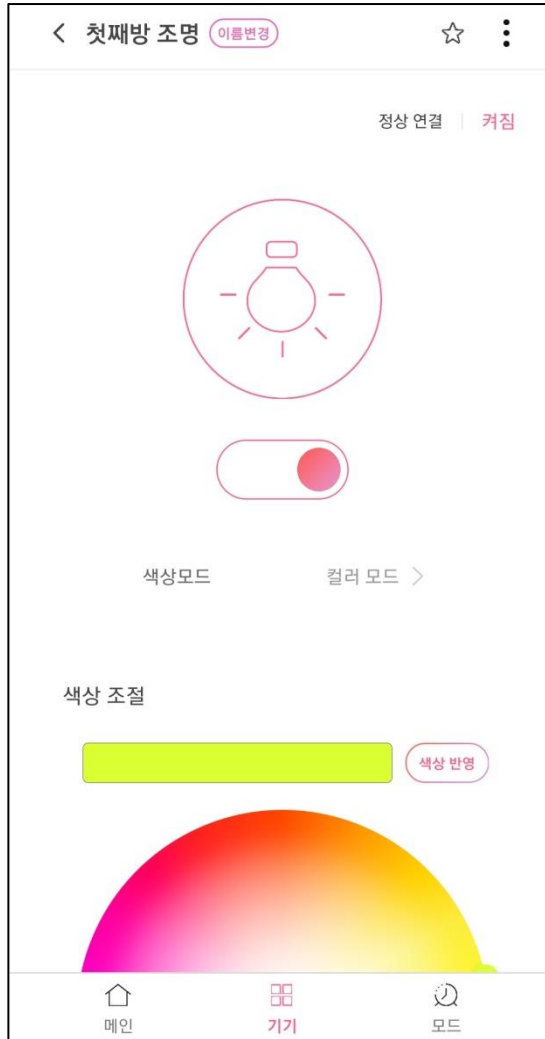 첫째방 조명 이름변경
정상 연결 켜짐
색상모드 컬러 모드
색상 조절
색상 반영
메인 기기 모드